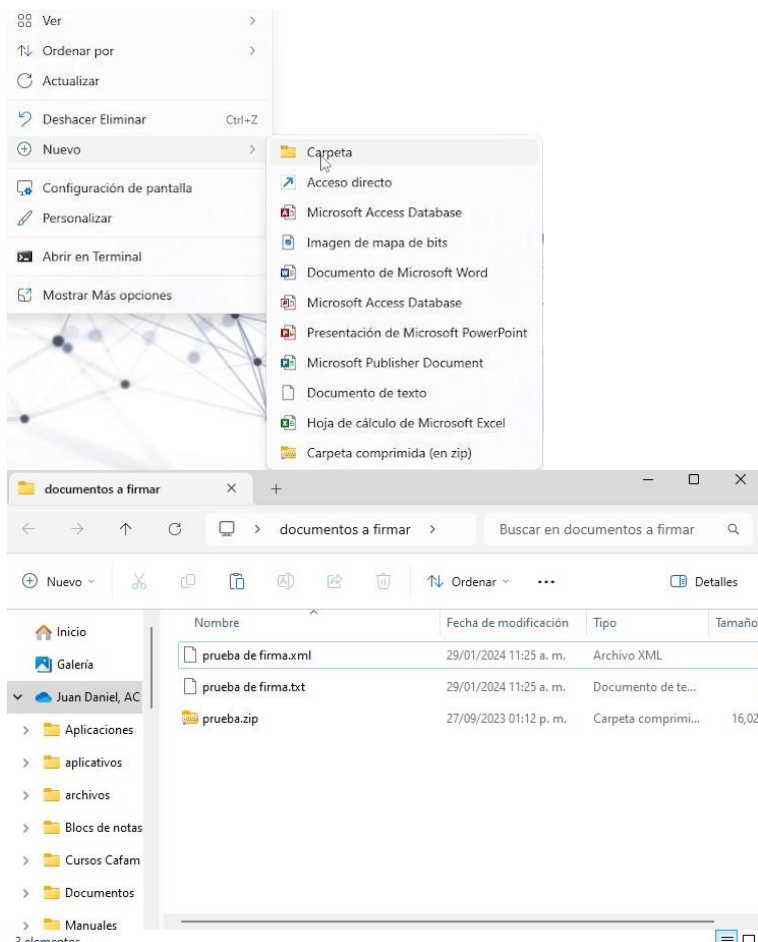 Ver
Ordenar por
Actualizar
Deshacer Eliminar Ctrl+Z
Nuevo
Configuración de pantalla
Personalizar
Abrir en Terminal
Mostrar Más opciones
Carpeta
Acceso directo
Microsoft Access Database
Imagen de mapa de bits
Documento de Microsoft Word
Microsoft Access Database
Presentación de Microsoft PowerPoint
Microsoft Publisher Document
Documento de texto
Hoja de cálculo de Microsoft Excel
Carpeta comprimida (en zip)
documentos a firmar
documentos a firmar Buscar en documentos a firmar
Nuevo Ordenar Detalles
Inicio
Galería
Juan Daniel, AC
Aplicaciones
aplicativos
archivos
Blocs de notas
Cursos Cafam
Documentos
Manuales
Nombre Fecha de modificación Tipo Tamaño
prueba de firma.xml 29/01/2024 11:25 a. m. Archivo XML
prueba de firma.txt 29/01/2024 11:25 a. m. Documento de te...
prueba.zip 27/09/2023 01:12 p. m. Carpeta comprimi... 16,02
3 elementos